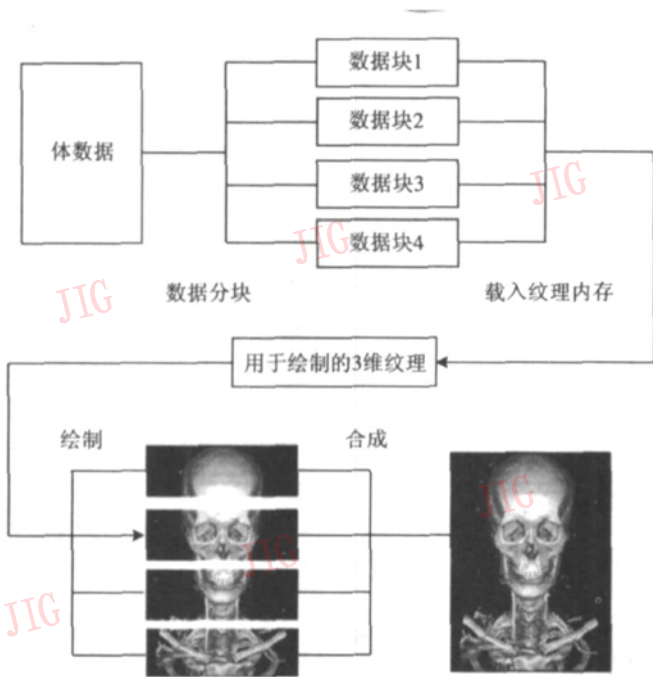 数据块1
数据块2
体数据
数据块3
JIG
数据块4
JIG
数据分块
载入纹理内存
JIG
用于绘制的3维纹理
绘制
合成
JIG
JIG
JIG